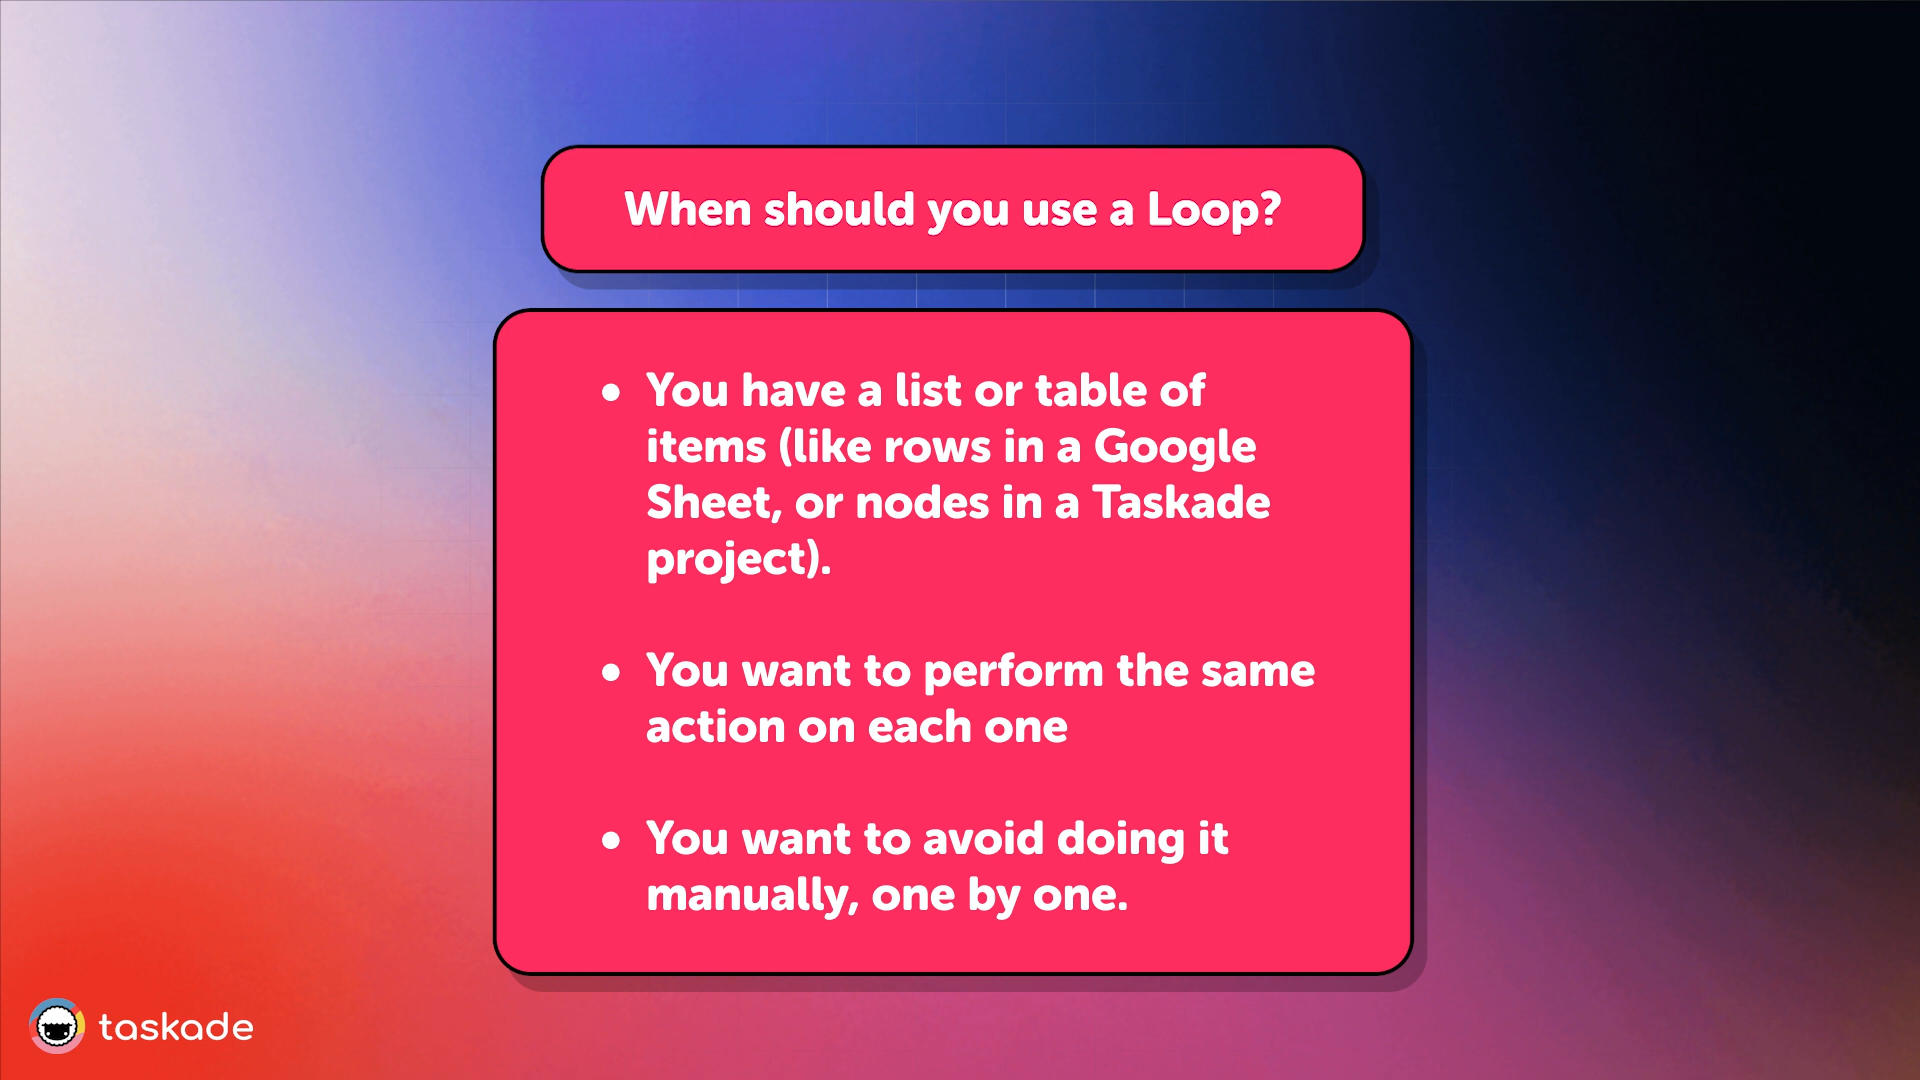 When should you use a Loop?
• You have a list or table of
items (like rows in a Google
Sheet, or nodes in a Taskade
project).
• You want to perform the same
action on each one
• You want to avoid doing it
manually, one by one.
taskade